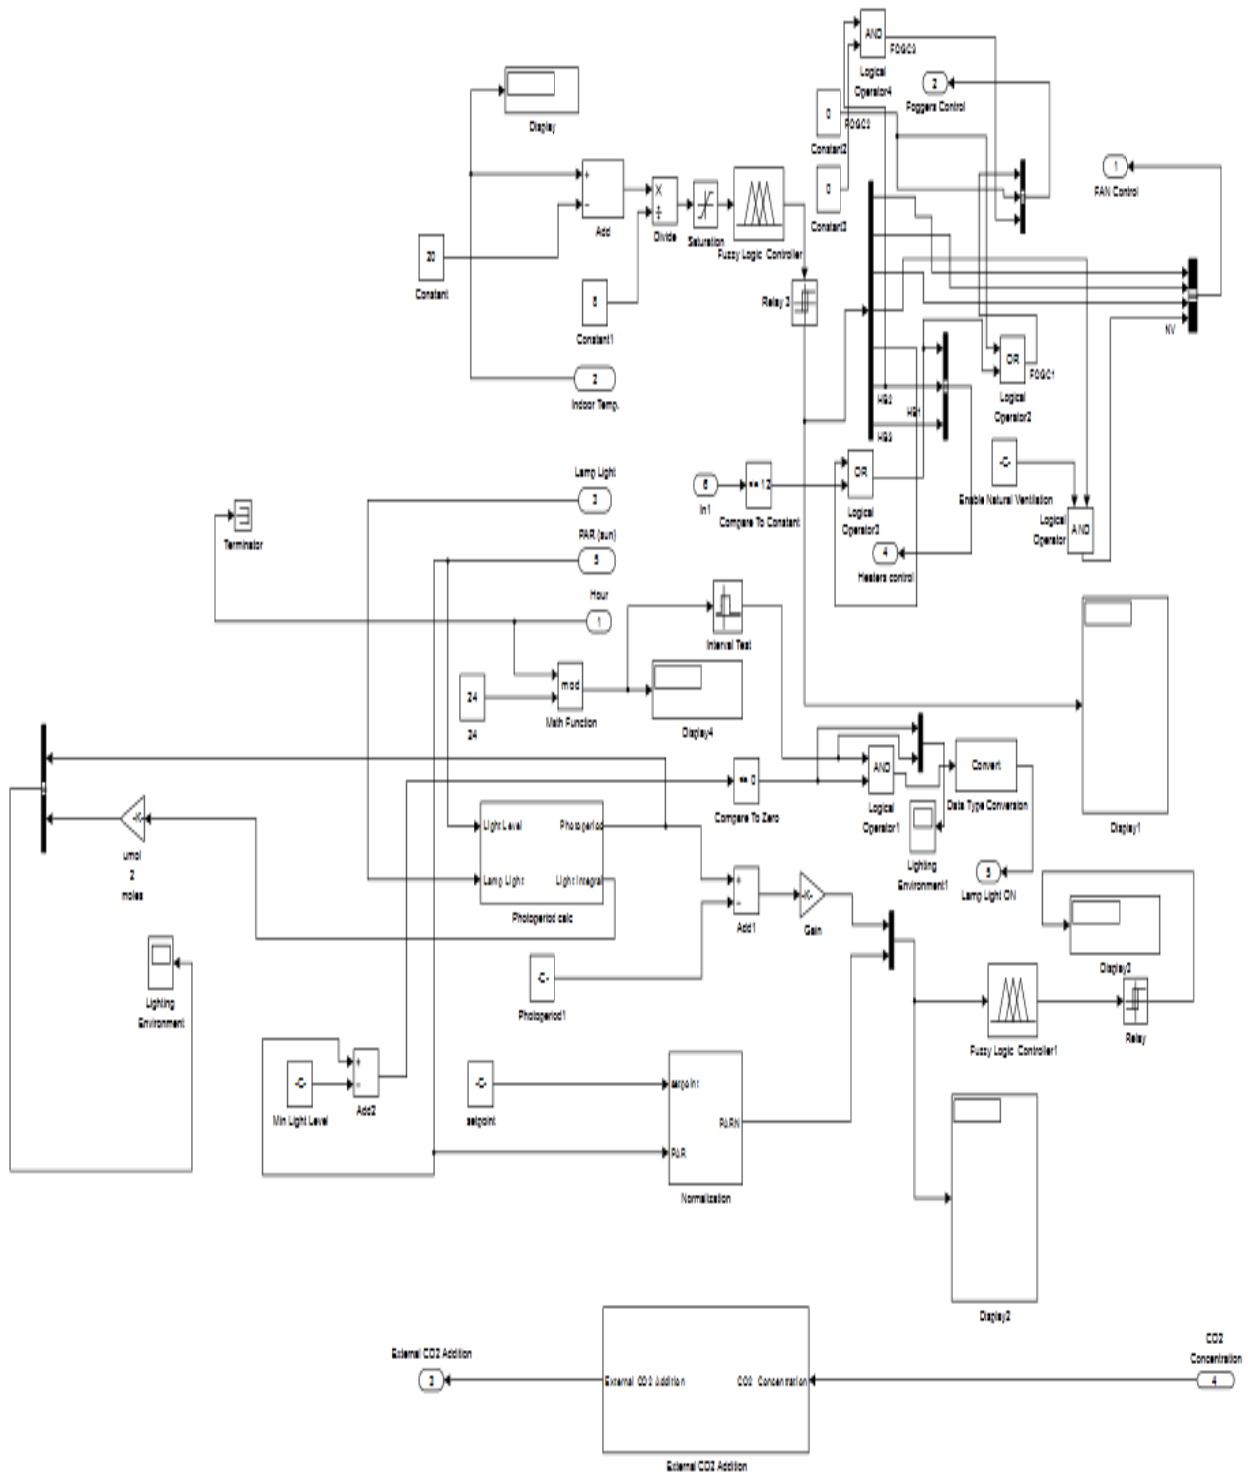 AND
FOGC3
Logical
Operator4
2
Foggers Control
Display
0
FOGC2
Constant2
1
FAN Control
+
-
Add
×
÷
Divide
Saturation
Fuzzy Logic Controller
0
Constant3
20
Constant
Constant1
Relay 2
NV
OR
FOGC1
Logical
Operator2
2
Indoor Temp.
HB2
HB1
HB3
-C-
Enable Natural Ventilation
Lamp Light
3
6
In1
== 12
Compare To Constant
OR
Logical
Operator3
Logical
Operator
AND
Terminator
PAR (sun)
5
4
Heaters control
Hour
1
Interval Test
24
24
mod
Math Function
Display4
AND
Logical
Operator1
Convert
Data Type Conversion
== 0
Compare To Zero
Display1
-K-
umol
2
moles
Light Level
Photoperiod
Lamp Light
Light Integral
Photoperiod calc
Lighting
Environment1
5
Lamp Light ON
+
-
Add1
-K-
Gain
Display3
Lighting
Environment
-C-
Photoperiod1
Fuzzy Logic Controller1
Relay
+
-
Add2
-C-
Min Light Level
-C-
setpoint
setpoint
PARN
PAR
Normalization
Display2
External CO2 Addition
3
External CO2 Addition
CO2 Concentration
External CO2 Addition
CO2
Concentration
4